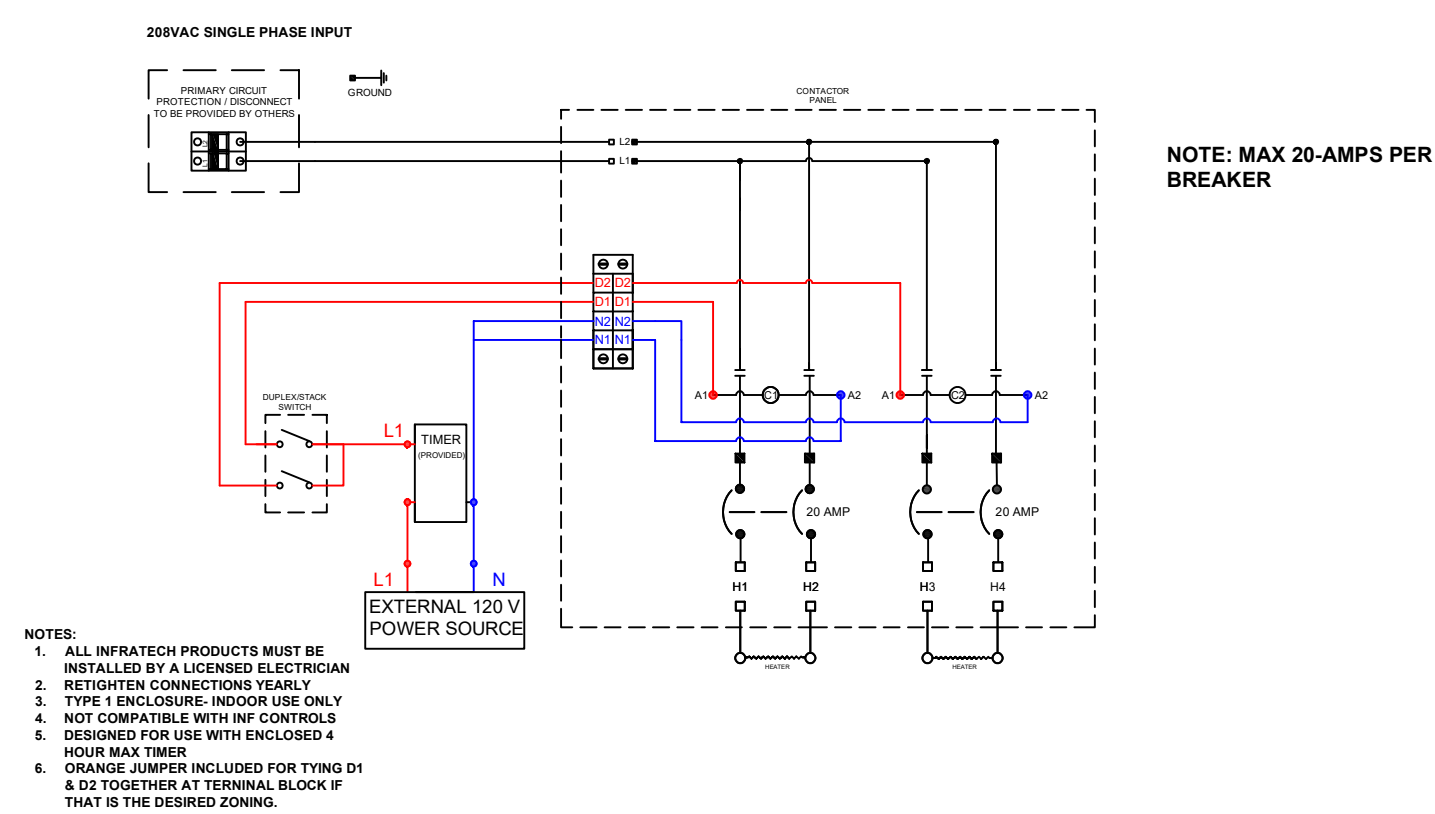 208VAC SINGLE PHASE INPUT
PRIMARY CIRCUIT
PROTECTION / DISCONNECT
TO BE PROVIDED BY OTHERS
L2
L1
GROUND
CONTACTOR
PANEL
L2
L1
NOTE: MAX 20-AMPS PER
BREAKER
D2 D2
D1 D1
N2 N2
N1 N1
A1 C1 A2
A1 C2 A2
DUPLEX/STACK
SWITCH
L1
TIMER
(PROVIDED)
20 AMP
20 AMP
L1 N
EXTERNAL 120 V
POWER SOURCE
H1 H2 H3 H4
HEATER
HEATER
NOTES:
1. ALL INFRATECH PRODUCTS MUST BE
INSTALLED BY A LICENSED ELECTRICIAN
2. RETIGHTEN CONNECTIONS YEARLY
3. TYPE 1 ENCLOSURE- INDOOR USE ONLY
4. NOT COMPATIBLE WITH INF CONTROLS
5. DESIGNED FOR USE WITH ENCLOSED 4
HOUR MAX TIMER
6. ORANGE JUMPER INCLUDED FOR TYING D1
& D2 TOGETHER AT TERNINAL BLOCK IF
THAT IS THE DESIRED ZONING.